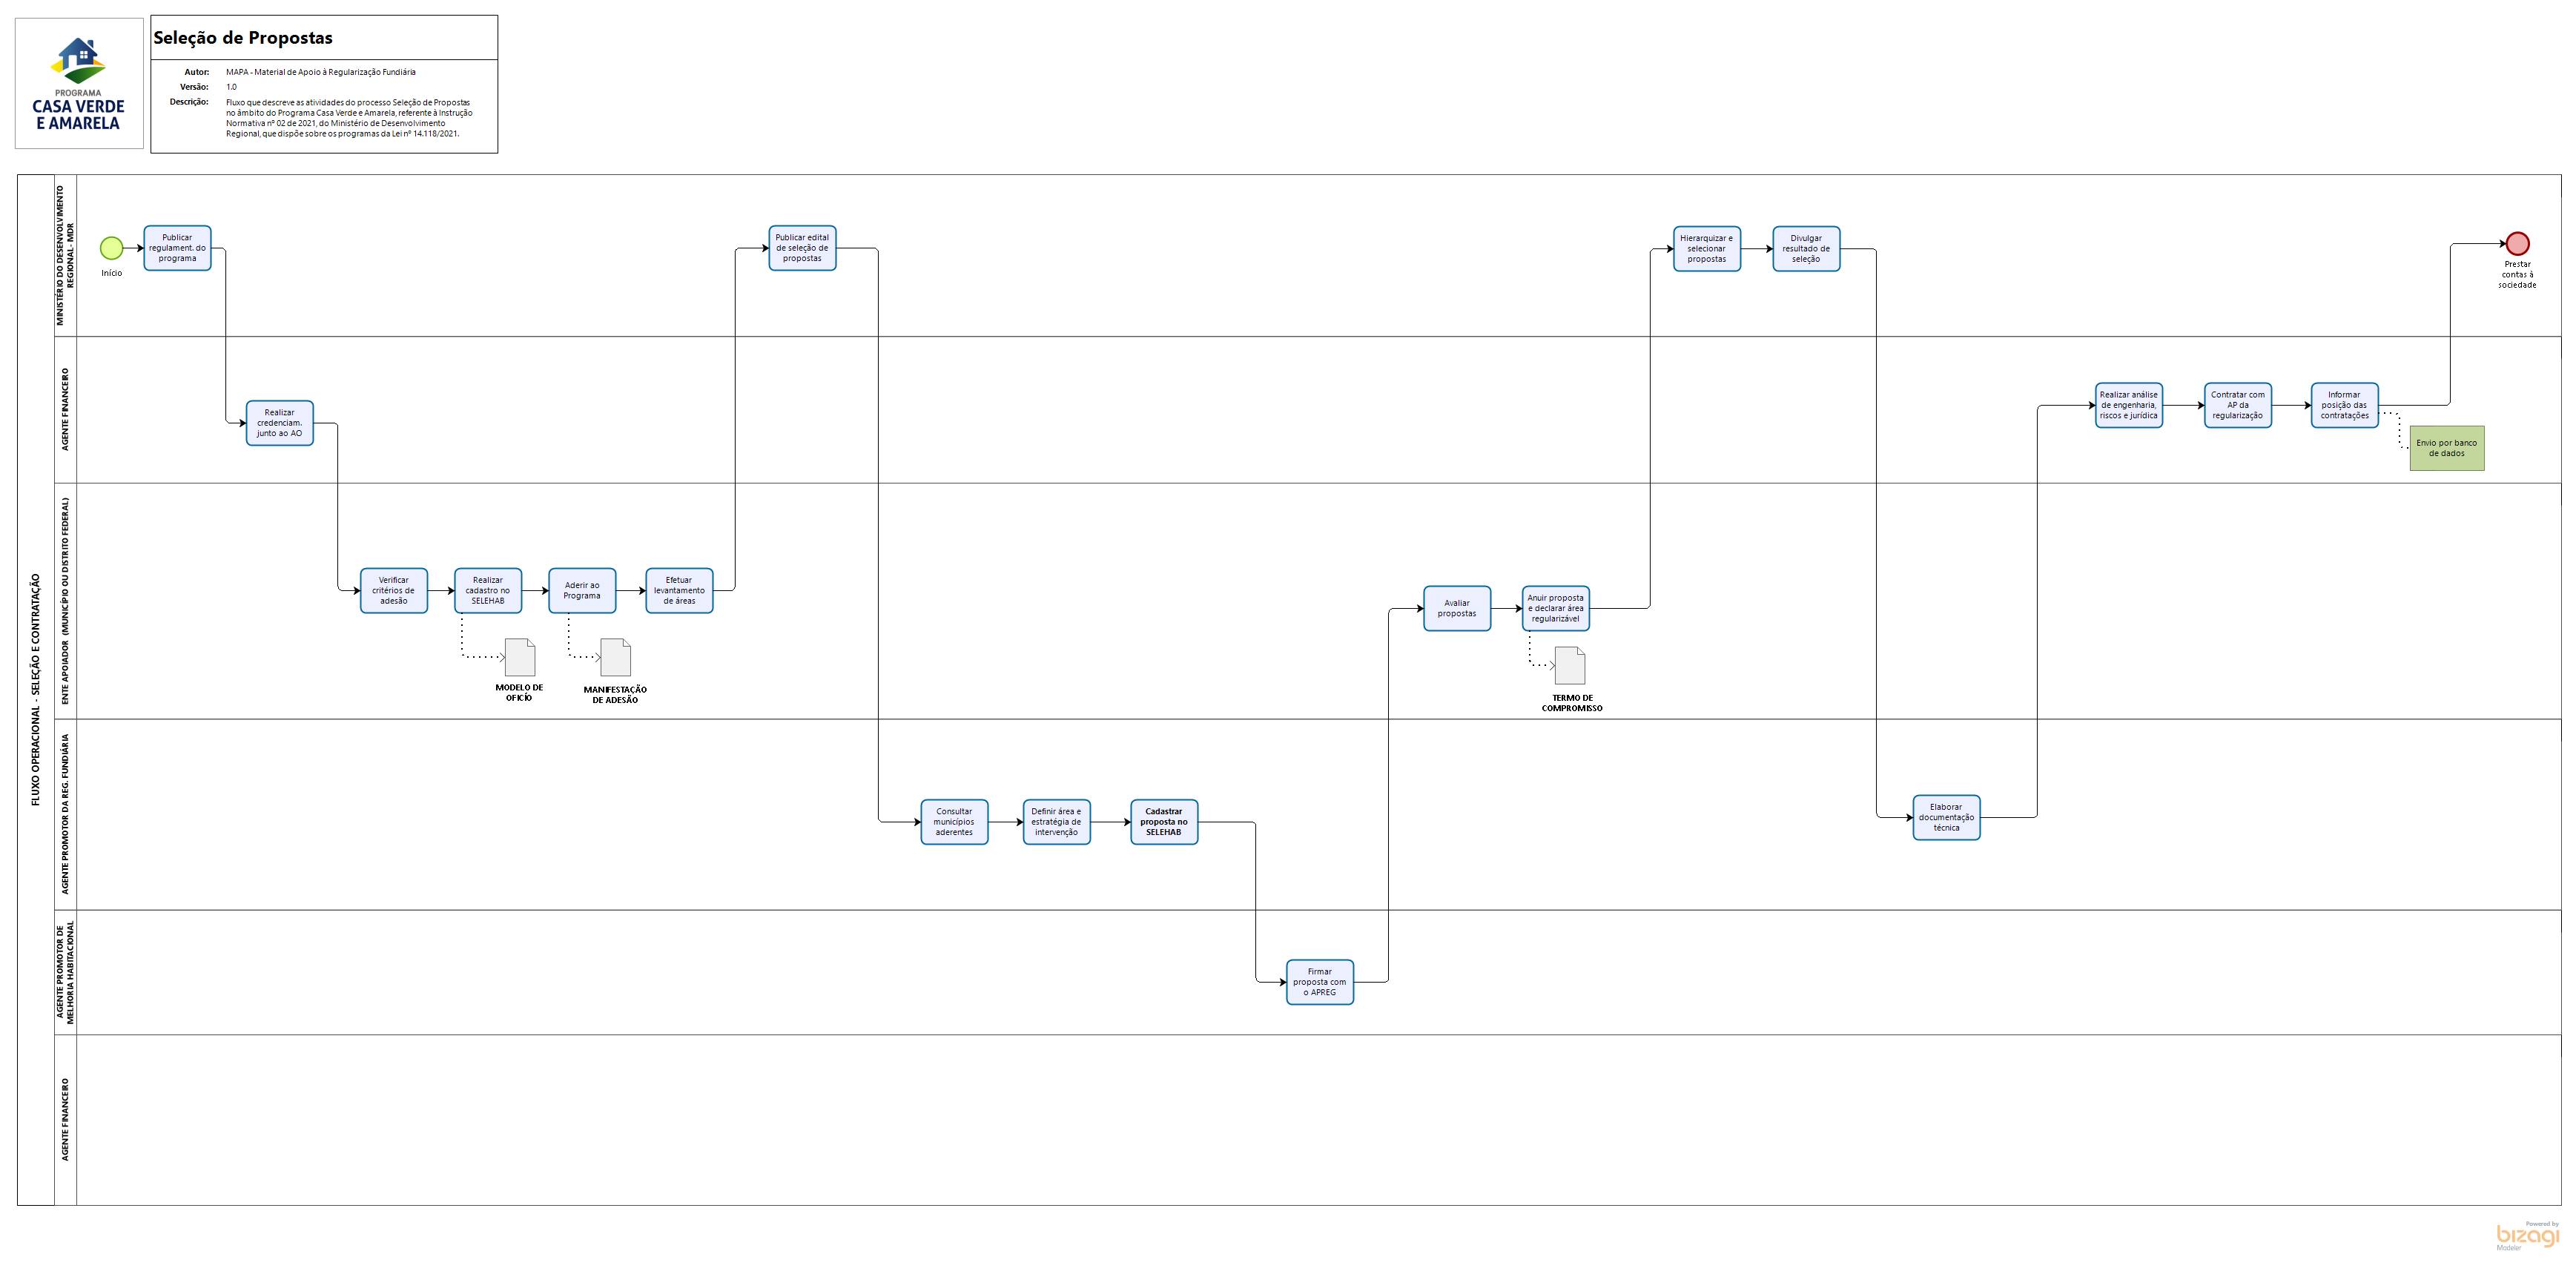 PROGRAMA
CASA VERDE
E AMARELA
Seleção de Propostas
Autor: MAPA - Material de Apoio à Regularização Fundiária
Versão: 1.0
Descrição: Fluxo que descreve as atividades do processo Seleção de Propostas
no âmbito do Programa Casa Verde e Amarela, referente à Instrução
Normativa nº 02 de 2021, do Ministério de Desenvolvimento
Regional, que dispõe sobre os programas da Lei nº 14.118/2021.
FLUXO OPERACIONAL - SELEÇÃO E CONTRATAÇÃO
MINISTÉRIO DO DESENVOLVIMENTO
REGIONAL- MDR
Início
Publicar
regulament. do
programa
Publicar edital
de seleção de
propostas
Hierarquizar e
selecionar
propostas
Divulgar
resultado de
seleção
Prestar
contas à
sociedade
AGENTE FINANCEIRO
Realizar
credenciam.
junto ao AO
Realizar análise
de engenharia,
riscos e jurídica
Contratar com
AP da
regularização
Informar
posição das
contratações
Envio por banco
de dados
ENTE APOIADOR (MUNICÍPIO OU DISTRITO FEDERAL)
Verificar
critérios de
adesão
Realizar
cadastro no
SELEHAB
Aderir ao
Programa
Efetuar
levantamento
de áreas
MODELO DE
OFICÍO
MANIFESTAÇÃO
DE ADESÃO
Avaliar
propostas
Anuir proposta
e declarar área
regularizável
TERMO DE
COMPROMISSO
AGENTE PROMOTOR DA REG. FUNDIÁRIA
Consultar
municípios
aderentes
Definir área e
estratégia de
intervenção
Cadastrar
proposta no
SELEHAB
Elaborar
documentação
técnica
AGENTE PROMOTOR DE
MELHORIA HABITACIONAL
Firmar
proposta com
o APREG
AGENTE FINANCEIRO
Powered by
bizagi
Modeler